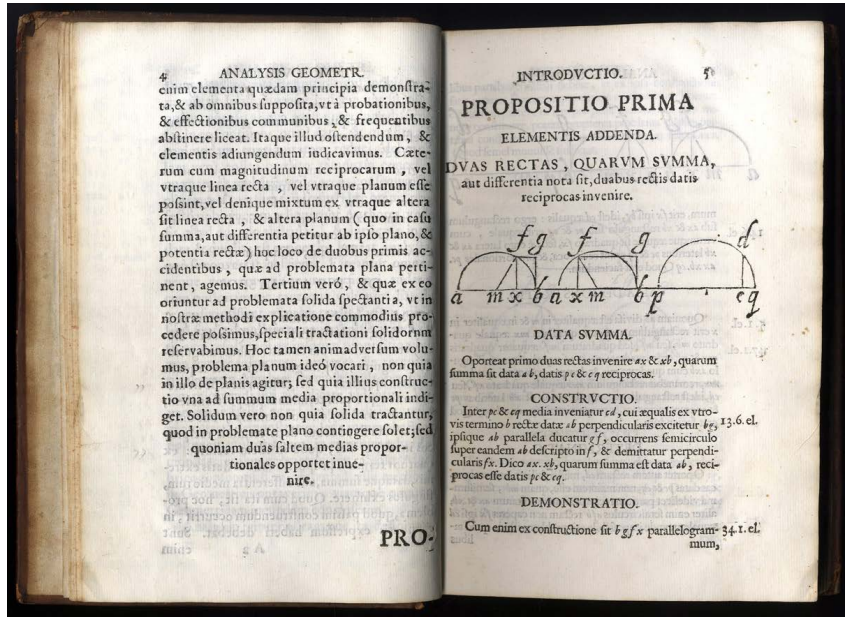 4 ANALYSIS GEOMETR.
enim elementa quædam principia demonstra-
ta,& ab omnibus ſuppoſita,vt à probationibus,
& effectionibus communibus, & frequentibus
abſtinere liceat. Itaque illud oſtendendum, &
elementis adiungendum iudicavimus. Cæte-
rum cum magnitudinum reciprocarum, vel
vtraque linea recta, vel vtraque planum eſſe
poſsint,vel denique mixtum ex vtraque altera
ſit linea recta, & altera planum ( quo in caſu
ſumma,aut differentia petitur ab ipſo plano, &
potentia rectæ) hoc loco de duobus primis ac-
cidentibus, quæ ad problemata plana perti-
nent, agemus. Tertium veró, & quæ ex eo
oriuntur ad problemata ſolida ſpectantia, vt in
noſtræ methodi explicatione commodius pro-
cedere poſsimus,ſpeciali tractationi ſolidorum
reſervabimus. Hoc tamen animadverſum volu-
mus, problema planum ideó vocari, non quia
in illo de planis agitur; ſed quia illius conſtruc-
tio vna ad ſummum media proportionali indi-
get. Solidum vero non quia ſolida tractantur,
quod in problemate plano contingere ſolet;ſed
quoniam duas ſaltem medias propor-
tionales opportet inue-
nire.
PRO-
INTRODVCTIO. 5
PROPOSITIO PRIMA
ELEMENTIS ADDENDA.
DVAS RECTAS, QUARVM SVMMA,
aut differentia nota ſit,duabus rectis datis
reciprocas invenire.
f g f g d
a m x b a x m b p c q
DATA SVMMA.
Oporteat primo duas rectas invenire ax & xb, quarum
ſumma ſit data ab, datis pc & cq reciprocas.
CONSTRVCTIO.
Inter pc & cq media inveniatur cd, cui æqualis ex vtro-
vis termino b rectæ datæ ab perpendicularis excitetur bg, 13.6. el.
ipſique ab parallela ducatur gf, occurrens ſemicirculo
ſuper eandem ab deſcripto in f, & demittatur perpendi-
cularis fx. Dico ax. xb, quarum ſumma eſt data ab, reci-
procas eſſe datis pc & cq.
DEMONSTRATIO.
Cum enim ex conſtructione ſit bgfx parallelogram- 34.1. el.
mum,